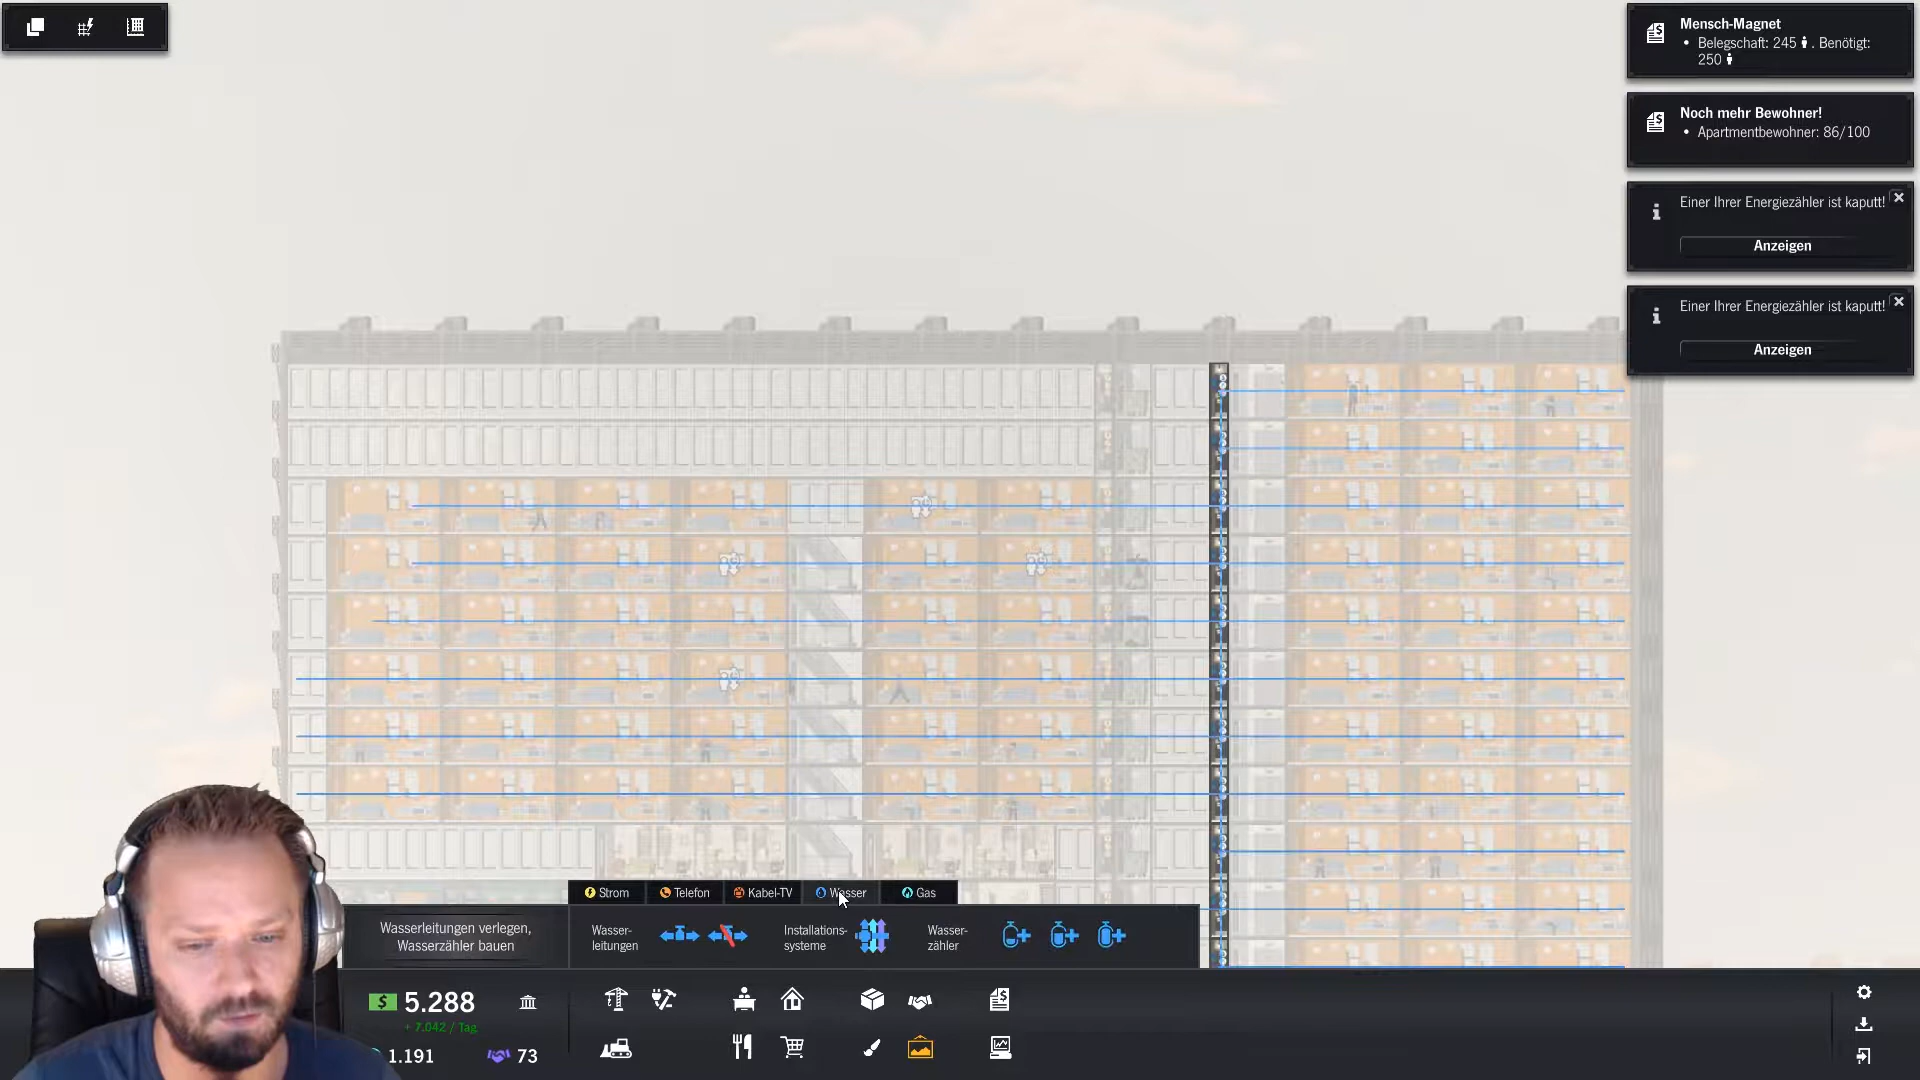 Mensch-Magnet
• Belegschaft: 245 . Benötigt:
250
Noch mehr Bewohner!
• Apartmentbewohner: 86/100
Einer Ihrer Energiezähler ist kaputt!
Anzeigen
Einer Ihrer Energiezähler ist kaputt!
Anzeigen
Strom Telefon Kabel-TV Wasser Gas
Wasserleitungen verlegen,
Wasserzähler bauen
Wasser-
leitungen
Installations-
systeme
Wasser-
zähler
$ 5.288
+ 7.042 / Tag
1.191 73